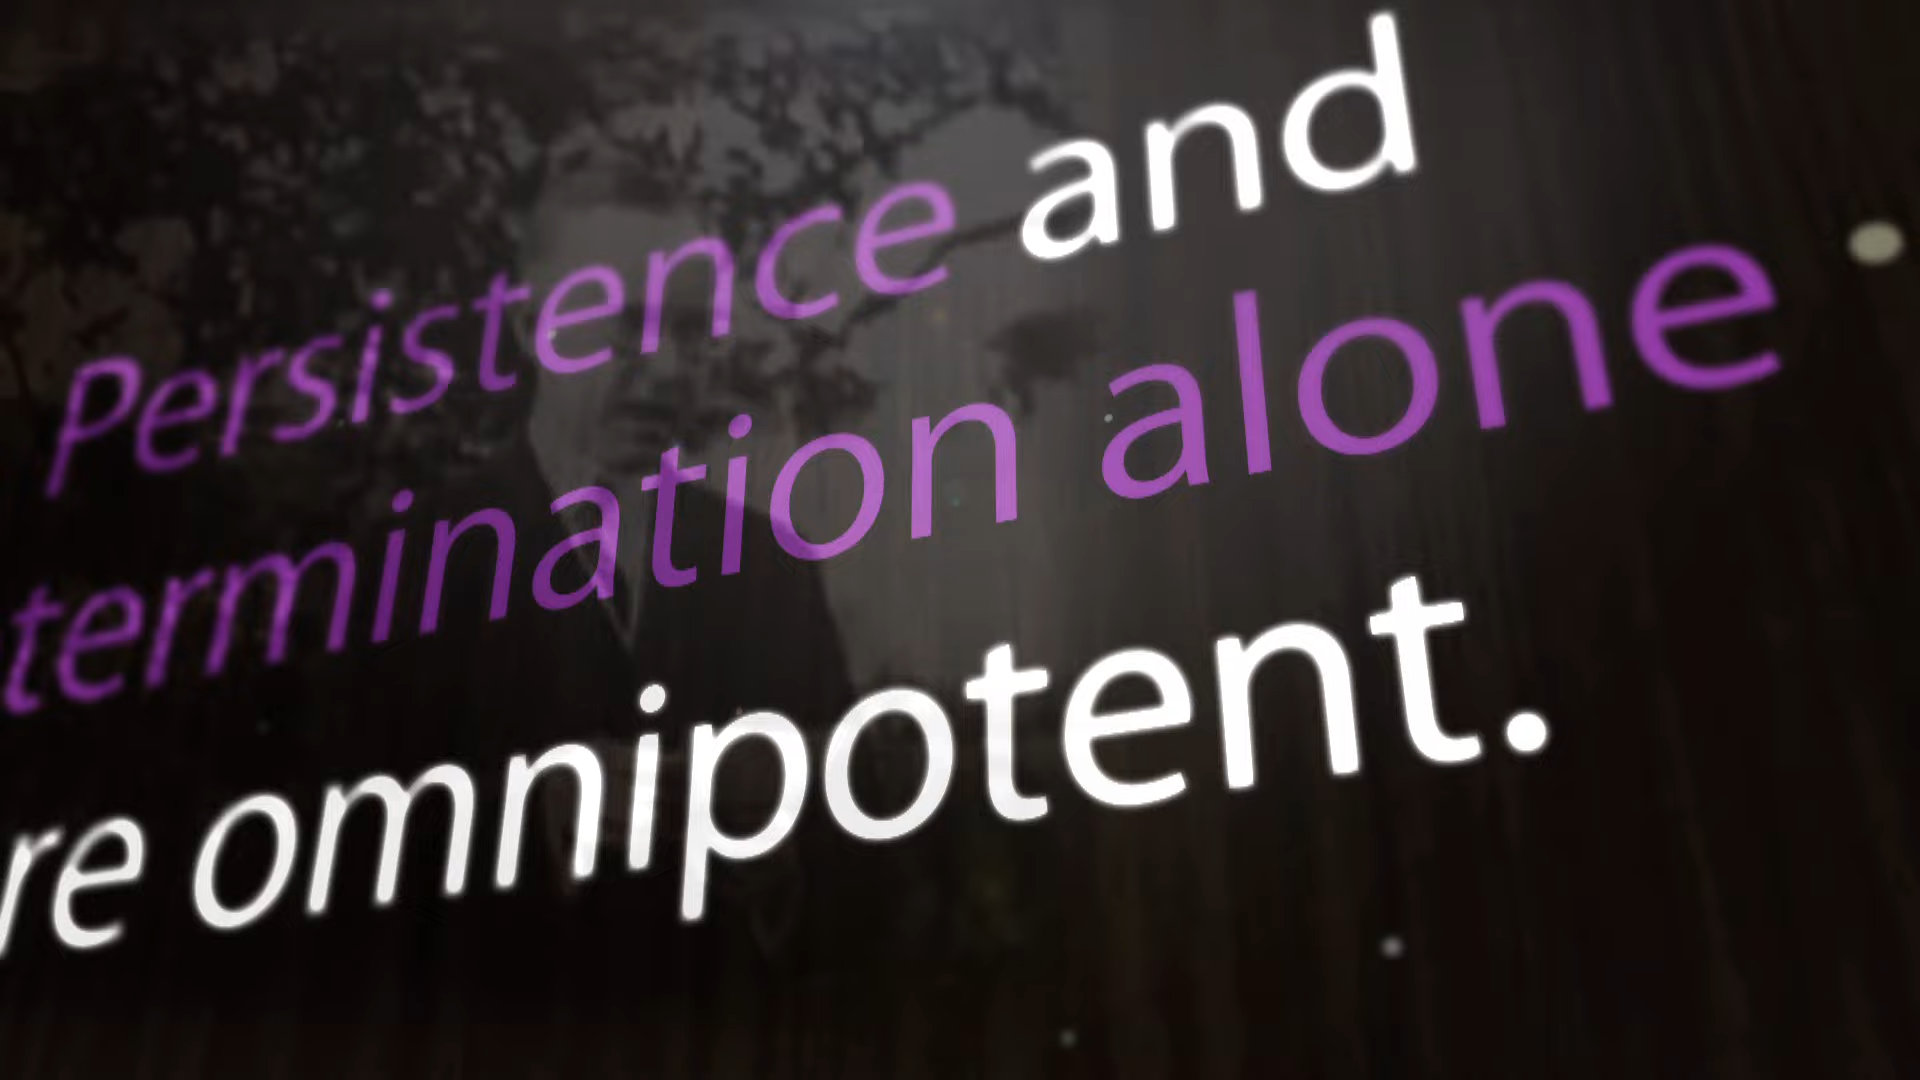 Persistence and
termination alone
re omnipotent.